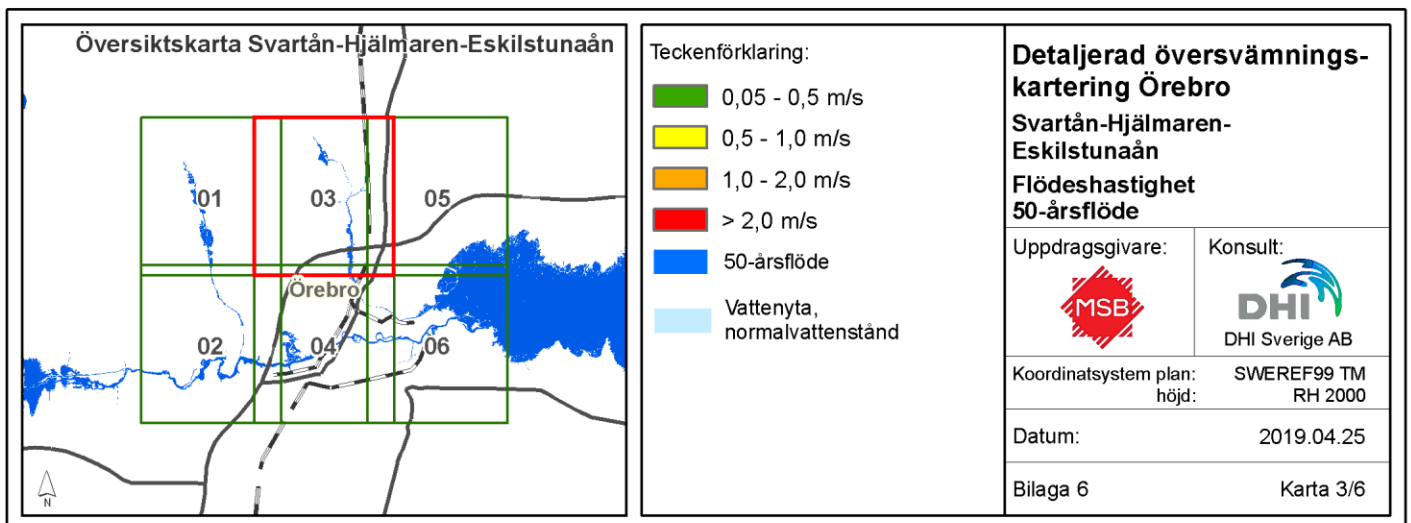 Översiktskarta Svartån-Hjälmaren-Eskilstunaån
01
03
05
Örebro
02
04
06
N
Teckenförklaring:
0,05 - 0,5 m/s
0,5 - 1,0 m/s
1,0 - 2,0 m/s
> 2,0 m/s
50-årsflöde
Vattenyta,
normalvattenstånd
Detaljerad översvämnings-
kartering Örebro
Svartån-Hjälmaren-
Eskilstunaån
Flödeshastighet
50-årsflöde
Uppdragsgivare:
MSB
Konsult:
DHI
DHI Sverige AB
Koordinatsystem plan: SWEREF99 TM
höjd: RH 2000
Datum: 2019.04.25
Bilaga 6 Karta 3/6